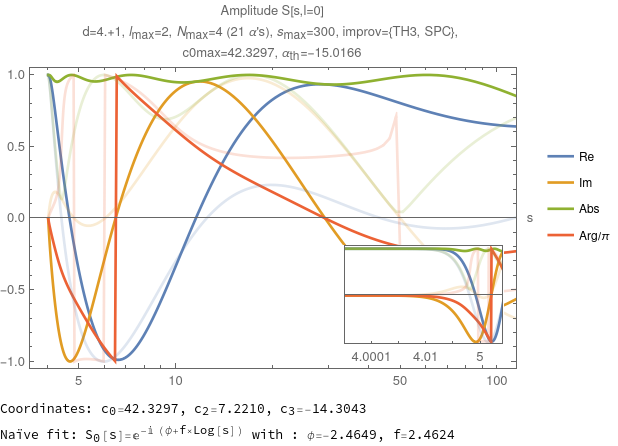 Amplitude S[s,l=0]
d=4.+1, lmax=2, Nmax=4 (21 α's), smax=300, improv={TH3, SPC},
c0max=42.3297, αth=−15.0166
1.0
0.5
0.0
−0.5
−1.0
5
10
50
100
s
Re
Im
Abs
Arg/π
4.0001
4.01
5
Coordinates: c0=42.3297, c2=7.2210, c3=−14.3043
Naïve fit: S0[s]=e^−i (ϕ+f×Log[s]) with : ϕ=−2.4649, f=2.4624